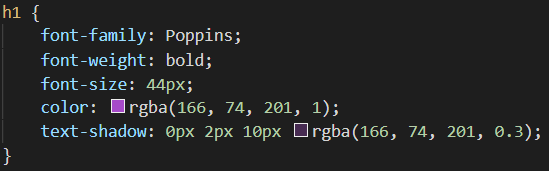 h1 {
    font-family: Poppins;
    font-weight: bold;
    font-size: 44px;
    color: rgba(166, 74, 201, 1);
    text-shadow: 0px 2px 10px rgba(166, 74, 201, 0.3);
}